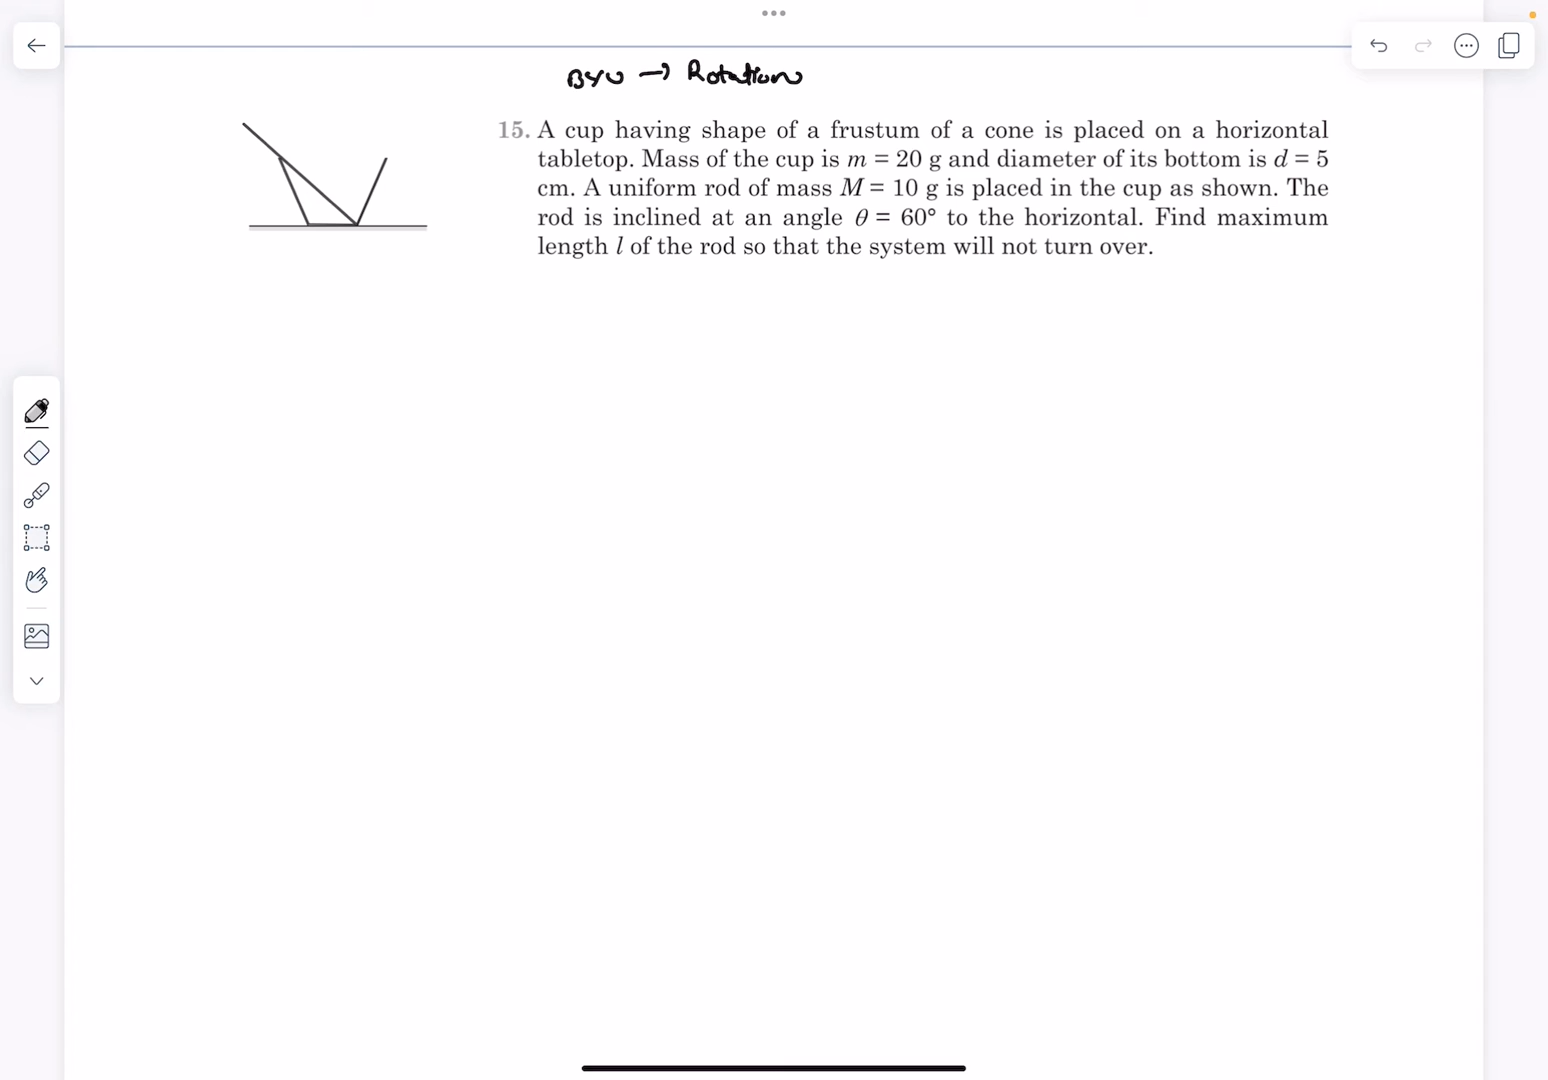 BYU → Rotation
15. A cup having shape of a frustum of a cone is placed on a horizontal
tabletop. Mass of the cup is m = 20 g and diameter of its bottom is d = 5
cm. A uniform rod of mass M = 10 g is placed in the cup as shown. The
rod is inclined at an angle θ = 60° to the horizontal. Find maximum
length l of the rod so that the system will not turn over.